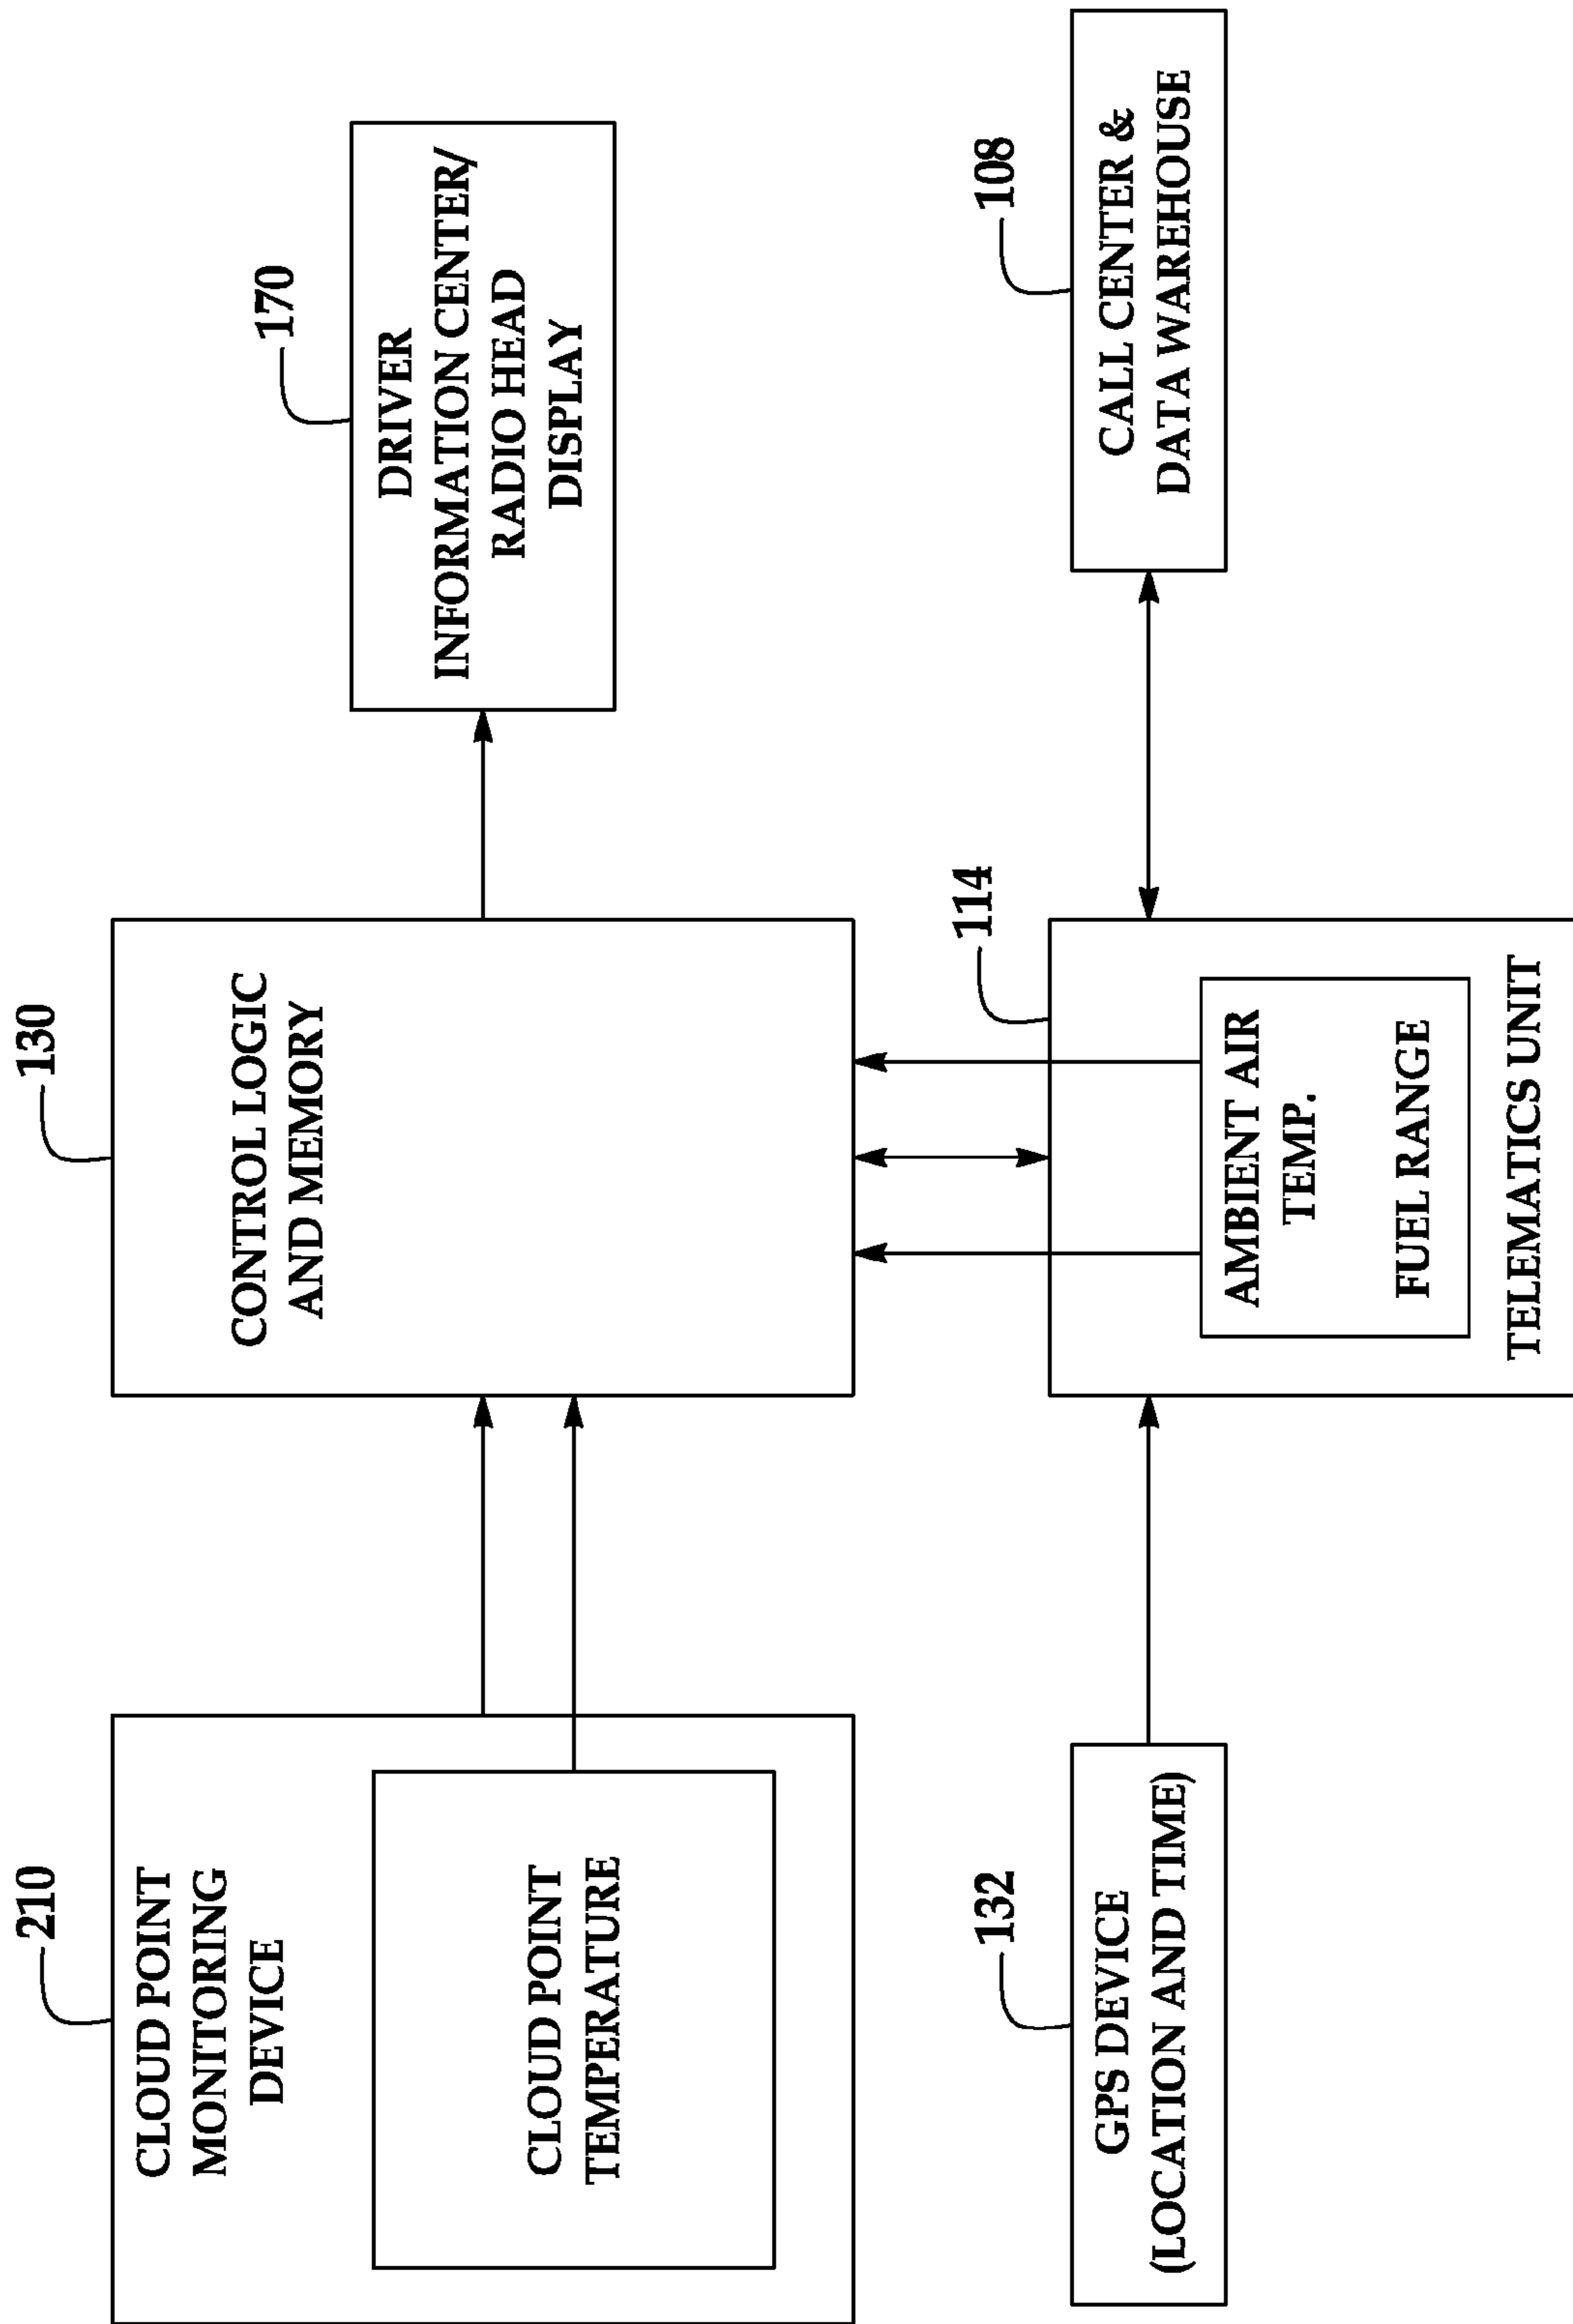 210
CLOUD POINT
MONITORING
DEVICE
CLOUD POINT
TEMPERATURE
130
CONTROL LOGIC
AND MEMORY
170
DRIVER
INFORMATION CENTER/
RADIO HEAD
DISPLAY
132
GPS DEVICE
(LOCATION AND TIME)
114
AMBIENT AIR
TEMP.
FUEL RANGE
TELEMATICS UNIT
108
CALL CENTER &
DATA WAREHOUSE